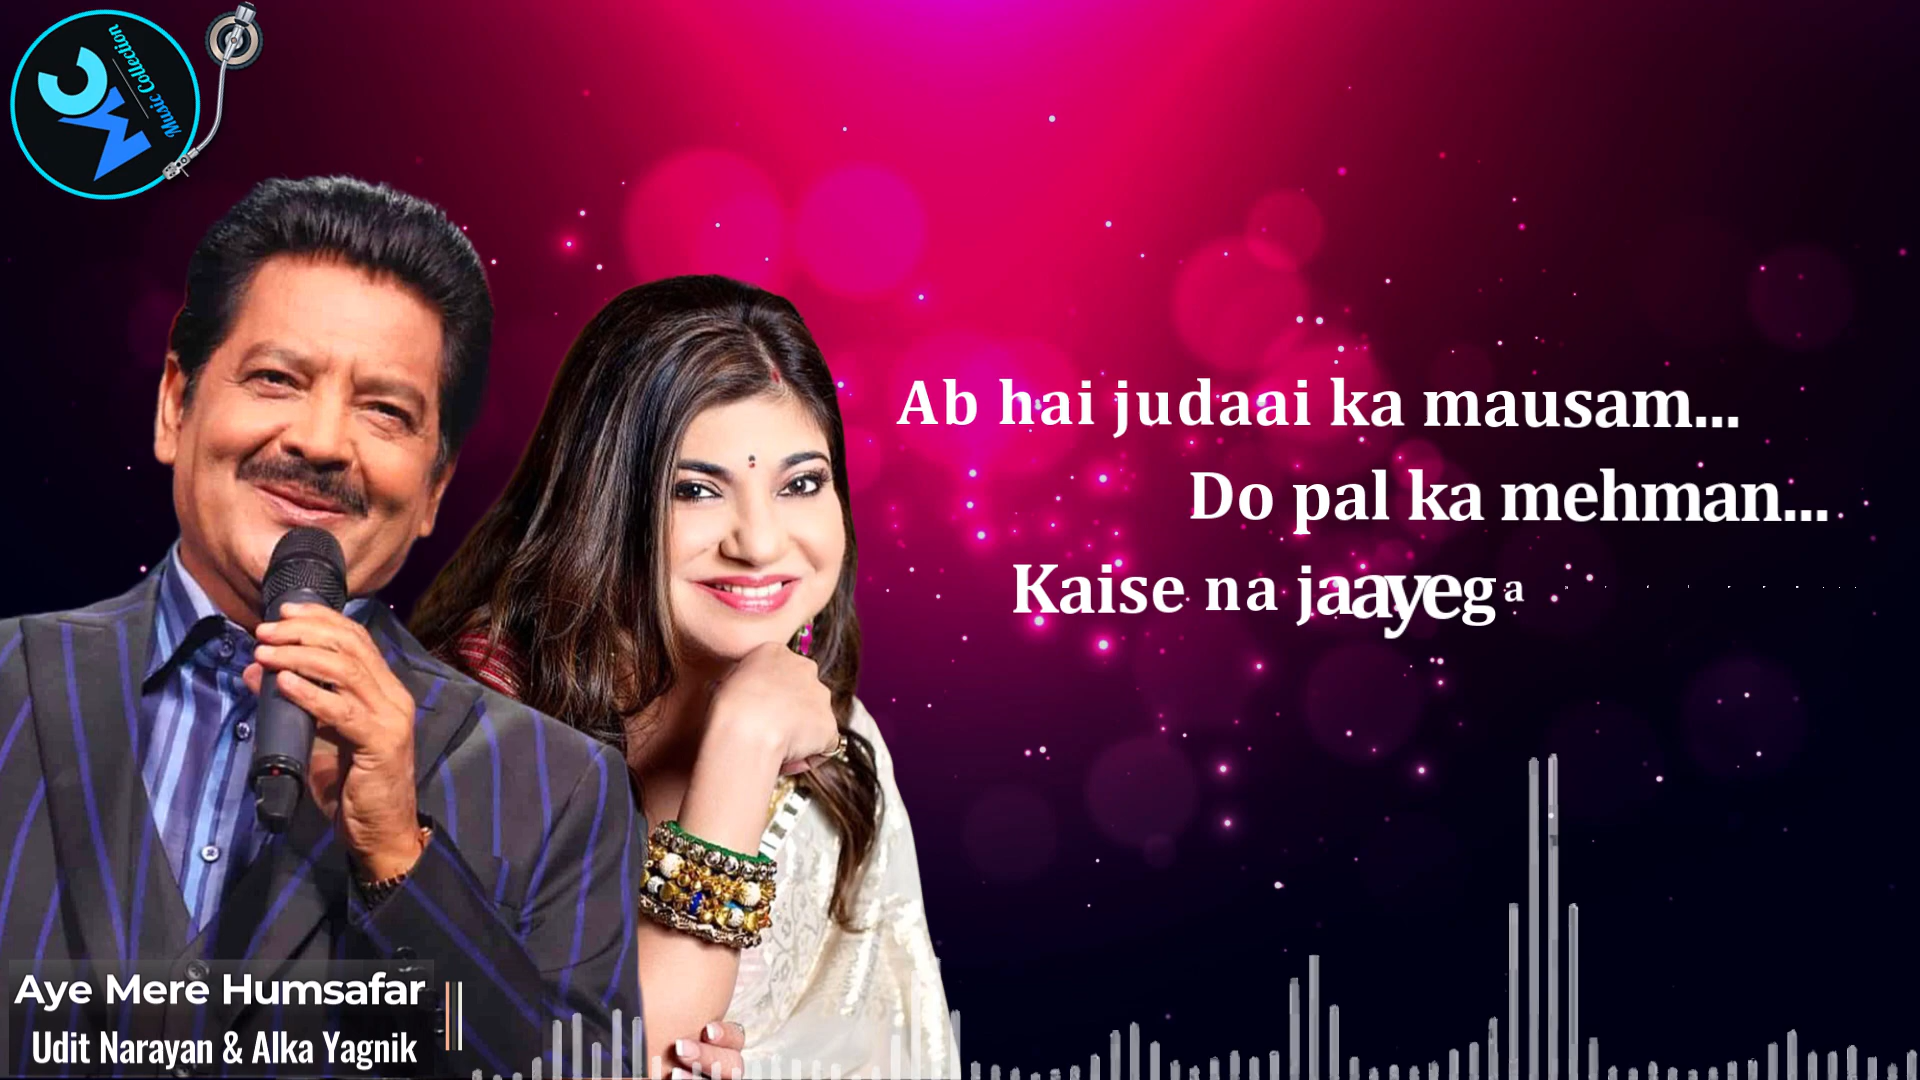 MC
Music Collection
Ab hai judaai ka mausam...
Do pal ka mehman...
Kaise na jaayega
Aye Mere Humsafar
Udit Narayan & Alka Yagnik